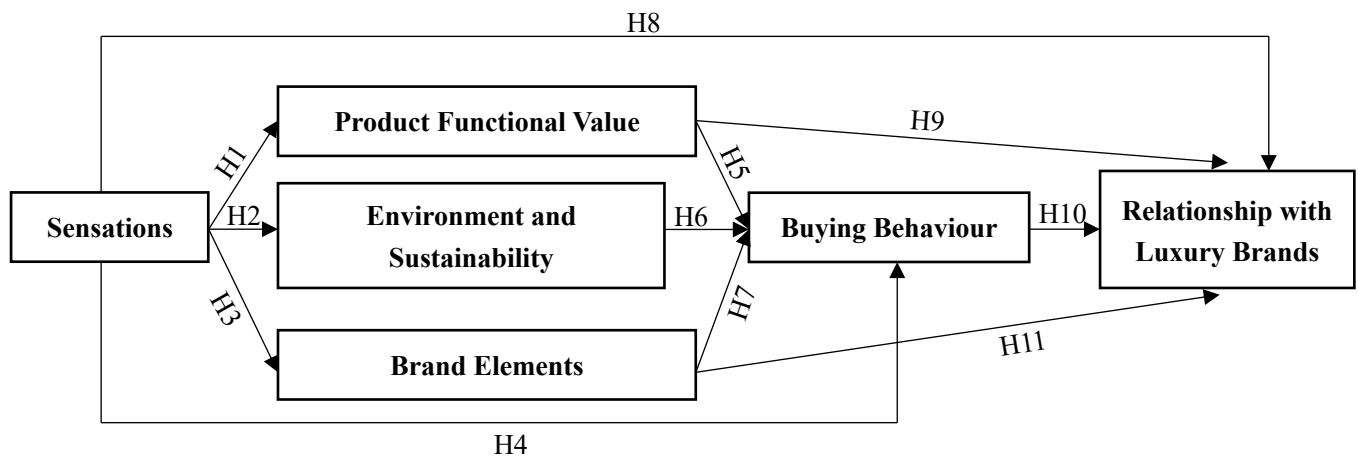 H8
Product Functional Value
H9
H1
H5
Sensations
H2
Environment and
Sustainability
H6
Buying Behaviour
H10
Relationship with
Luxury Brands
H3
H7
Brand Elements
H11
H4